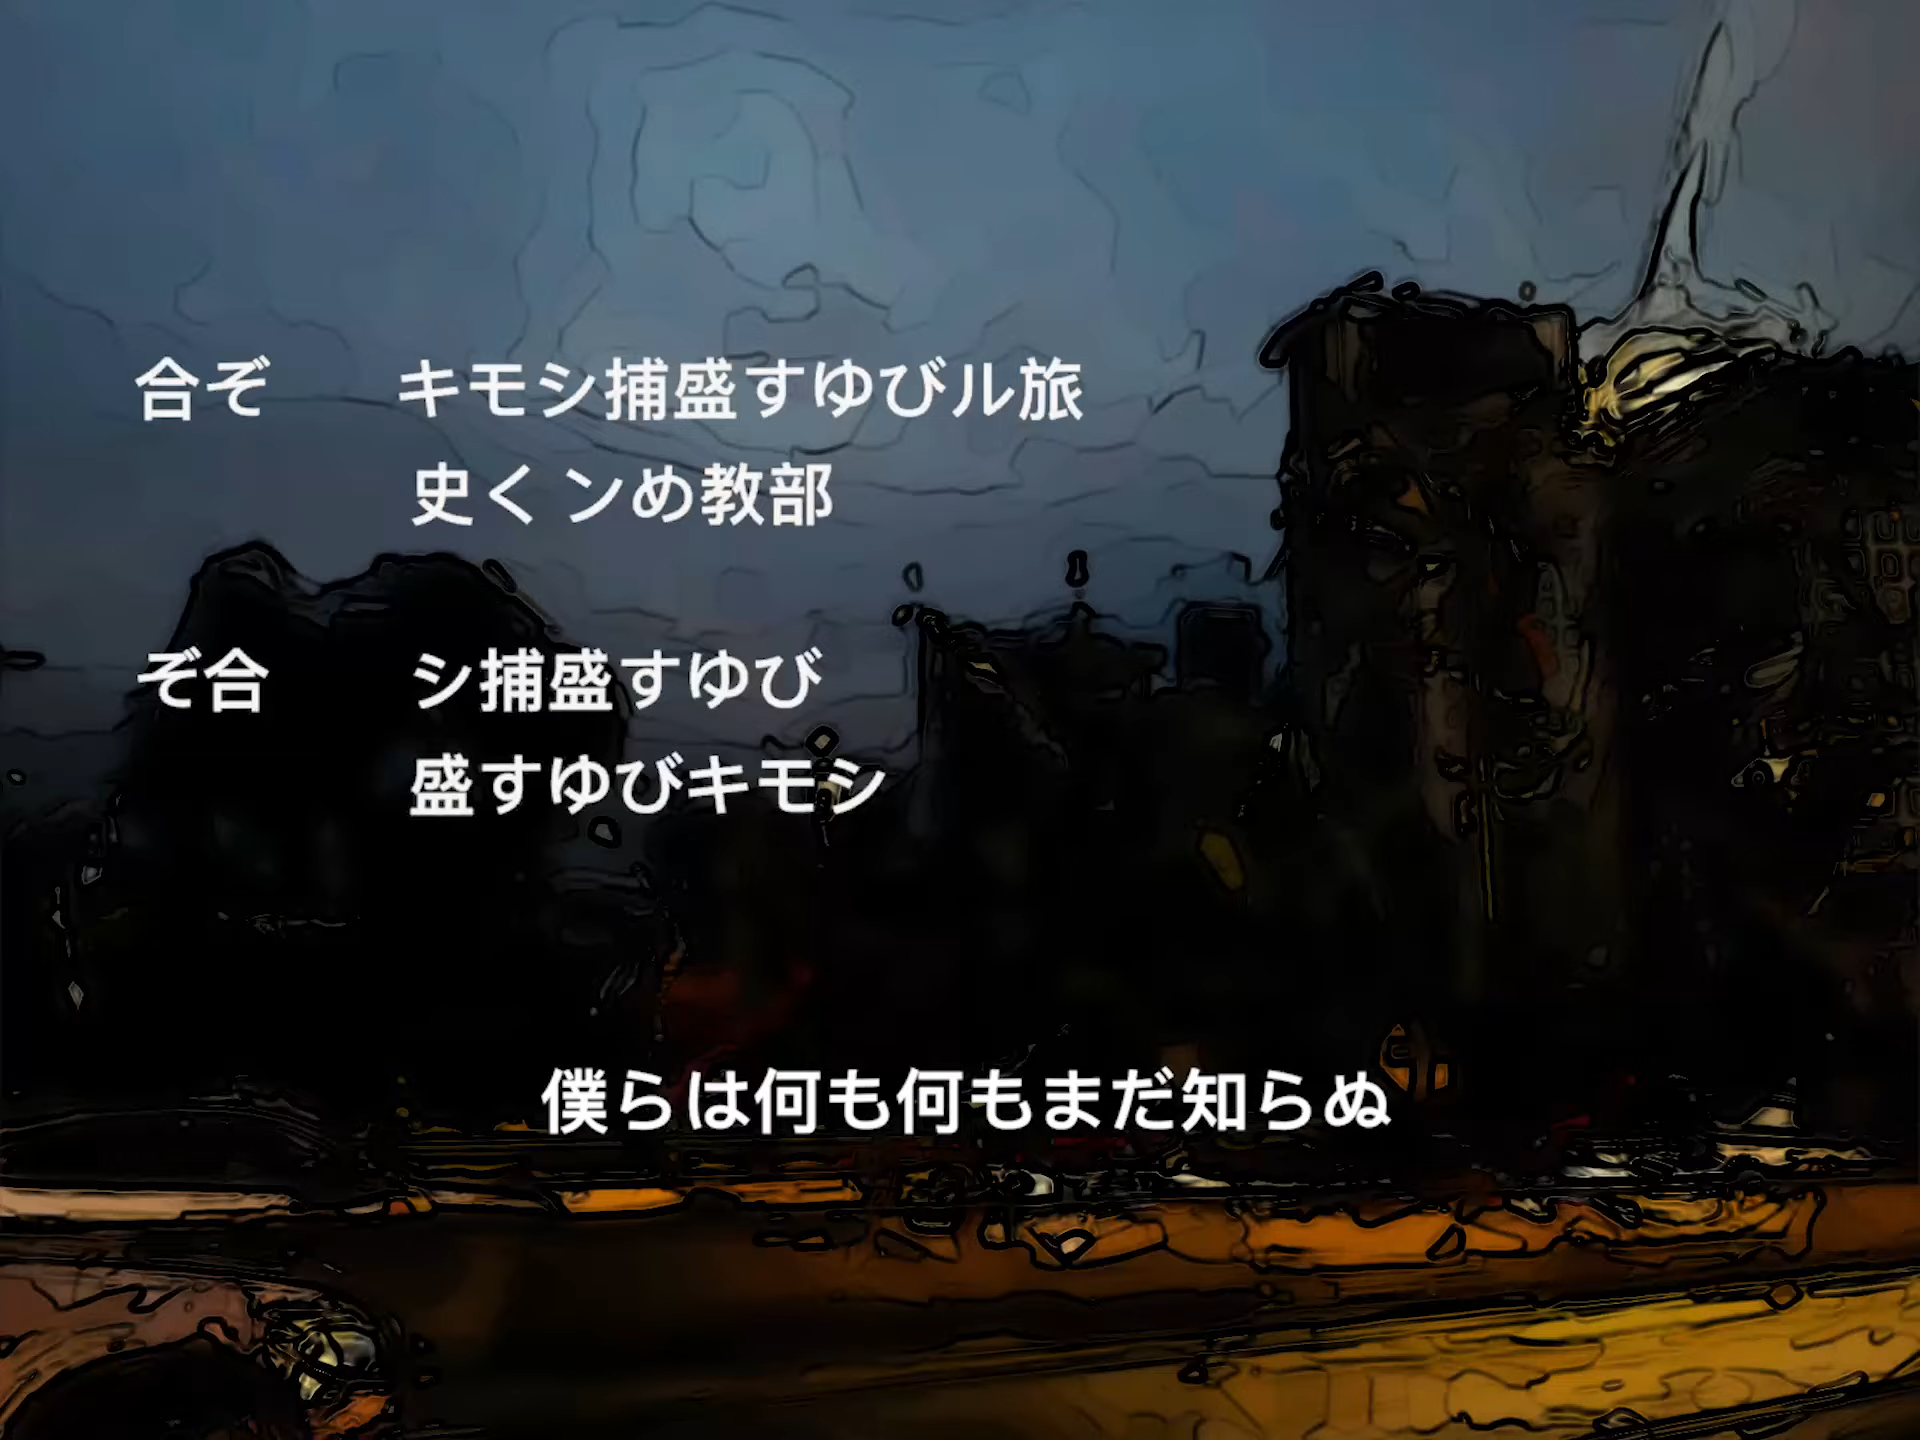 合ぞ キモシ捕盛すゆびル旅
史くンめ教部
ぞ合 シ捕盛すゆび
盛すゆびキモシ
僕らは何も何もまだ知らぬ